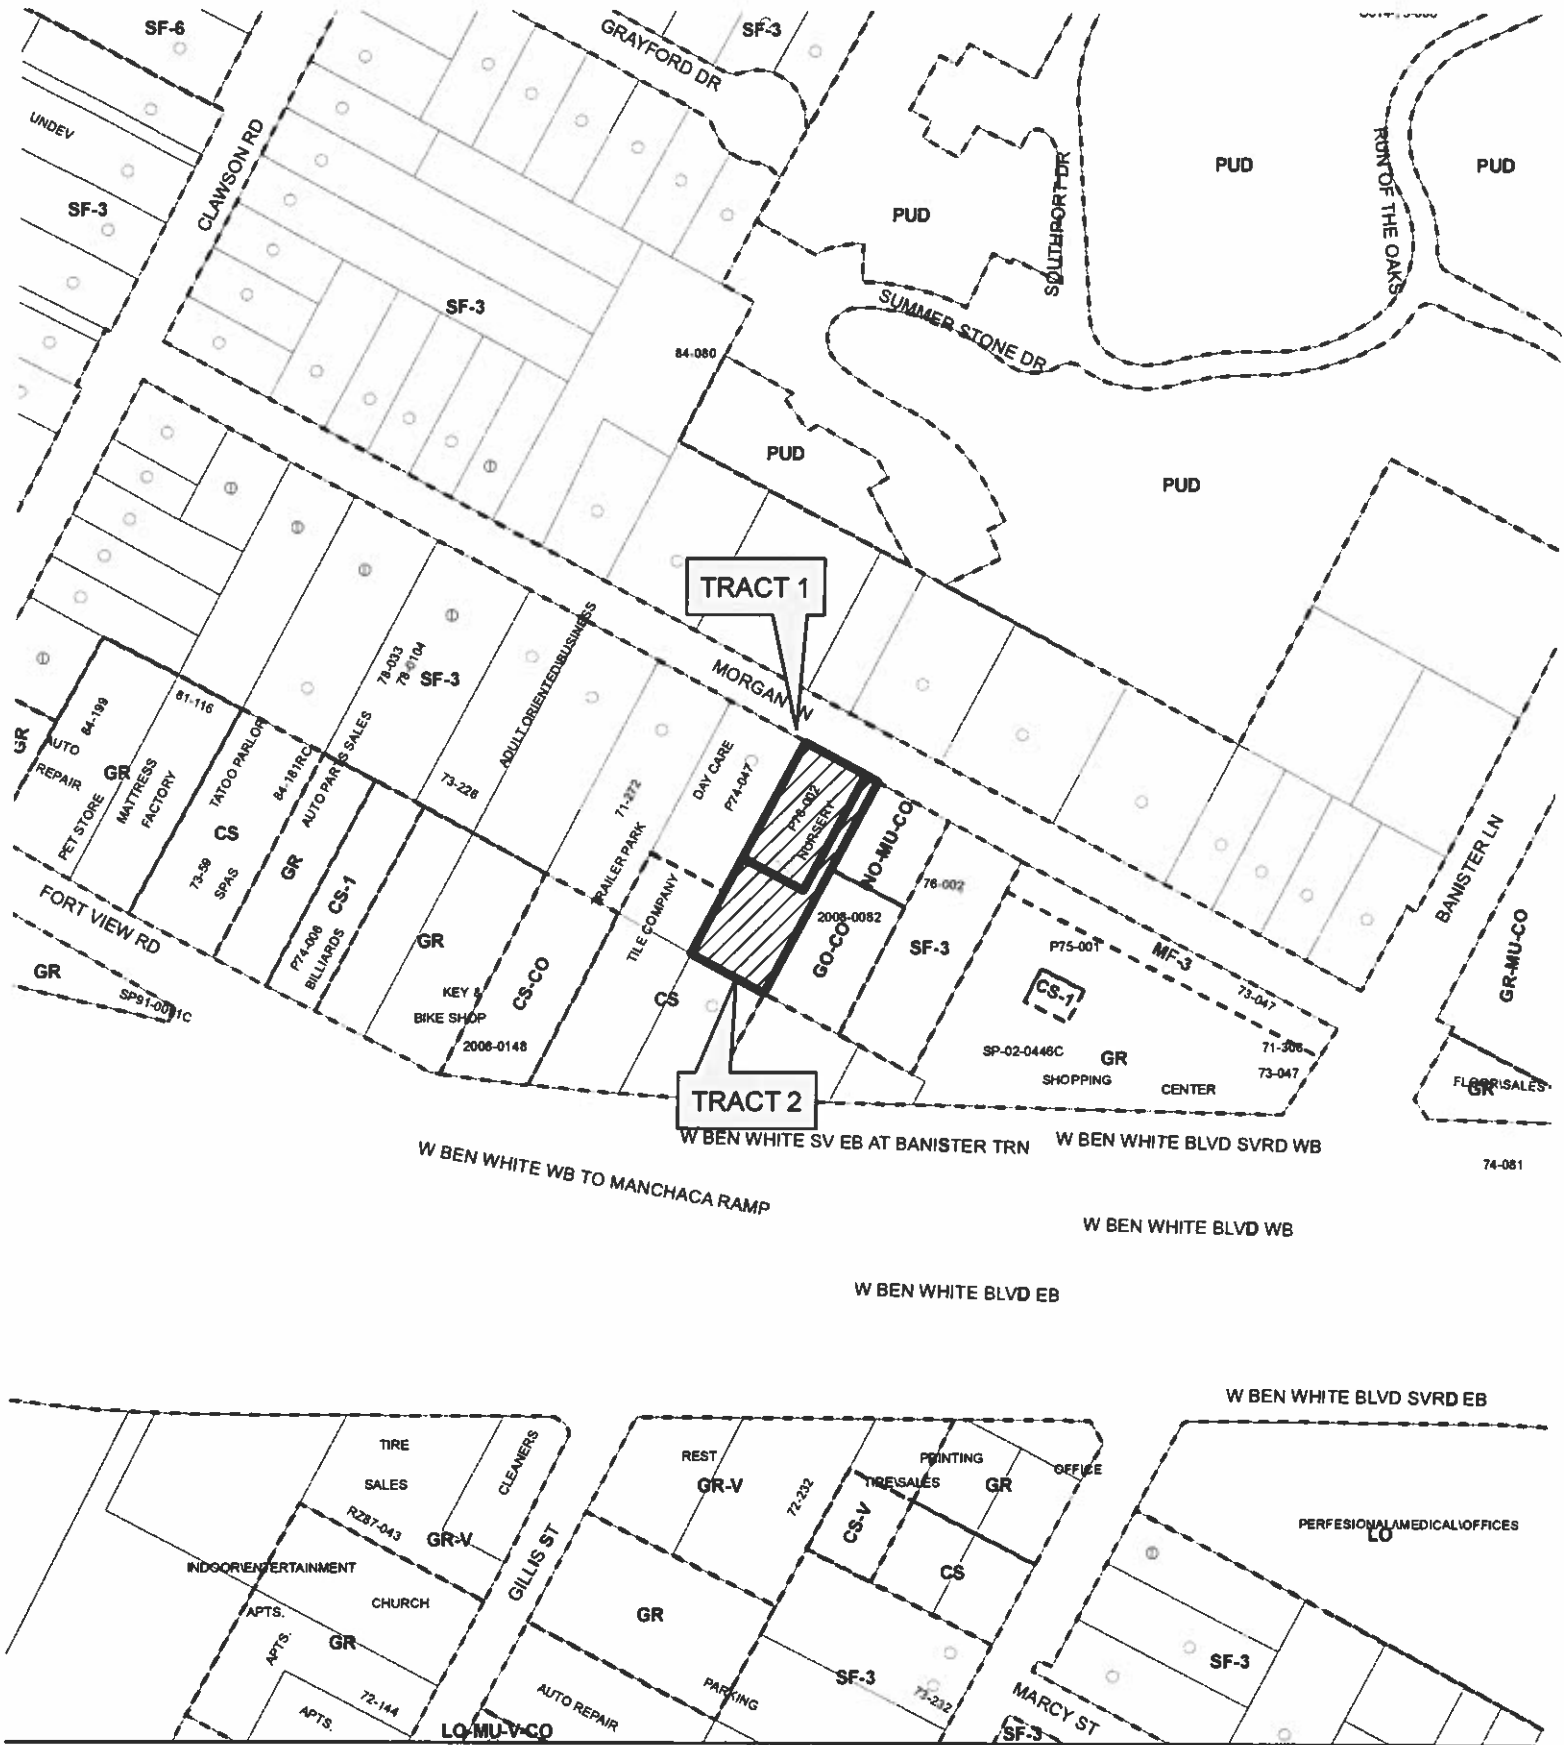 SF-6
SF-3
GRAYFORD DR
UNDEV
CLAWSON RD
PUD
PUD
RUN OF THE OAKS
SOUTHPORT DR
SF-3
PUD
SF-3
SUMMER STONE DR
84-080
PUD
PUD
TRACT 1
MORGAN LN
ADULT ORIENTED\BUSINESS
78-033
78-0104
SF-3
81-116
84-199
GR
AUTO
REPAIR
GR
PET STORE
MATTRESS
FACTORY
TATOO PARLOR
84-181RC
AUTO PARTS SALES
73-226
71-272
DAY CARE
P74-047
P76-002
NURSERY
NO-MU-CO
76-002
CS
73-59
SPAS
GR
CS-1
P74-006
BILLIARDS
TRAILER PARK
TILE COMPANY
2008-0082
GO-CO
SF-3
P75-001
MF-3
BANISTER LN
GR-MU-CO
FORT VIEW RD
GR
SP91-0091C
GR
KEY &
BIKE SHOP
CS-CO
2006-0148
CS
CS-1
73-047
SP-02-0446C
GR
71-306
SHOPPING
CENTER
73-047
FLOOR\SALES
GR
TRACT 2
W BEN WHITE SV EB AT BANISTER TRN
W BEN WHITE BLVD SVRD WB
W BEN WHITE WB TO MANCHACA RAMP
74-081
W BEN WHITE BLVD WB
W BEN WHITE BLVD EB
W BEN WHITE BLVD SVRD EB
TIRE
SALES
CLEANERS
RZ87-043
GR-V
REST
GR-V
72-232
PRINTING
TIRE\SALES
GR
OFFICE
CS-V
CS
PERFESIONAL\MEDICAL\OFFICES
LO
INDOOR\ENTERTAINMENT
CHURCH
GILLIS ST
APTS.
APTS.
GR
GR
SF-3
SF-3
72-144
APTS.
AUTO REPAIR
PARKING
73-232
MARCY ST
LO-MU-V-CO
SF-3